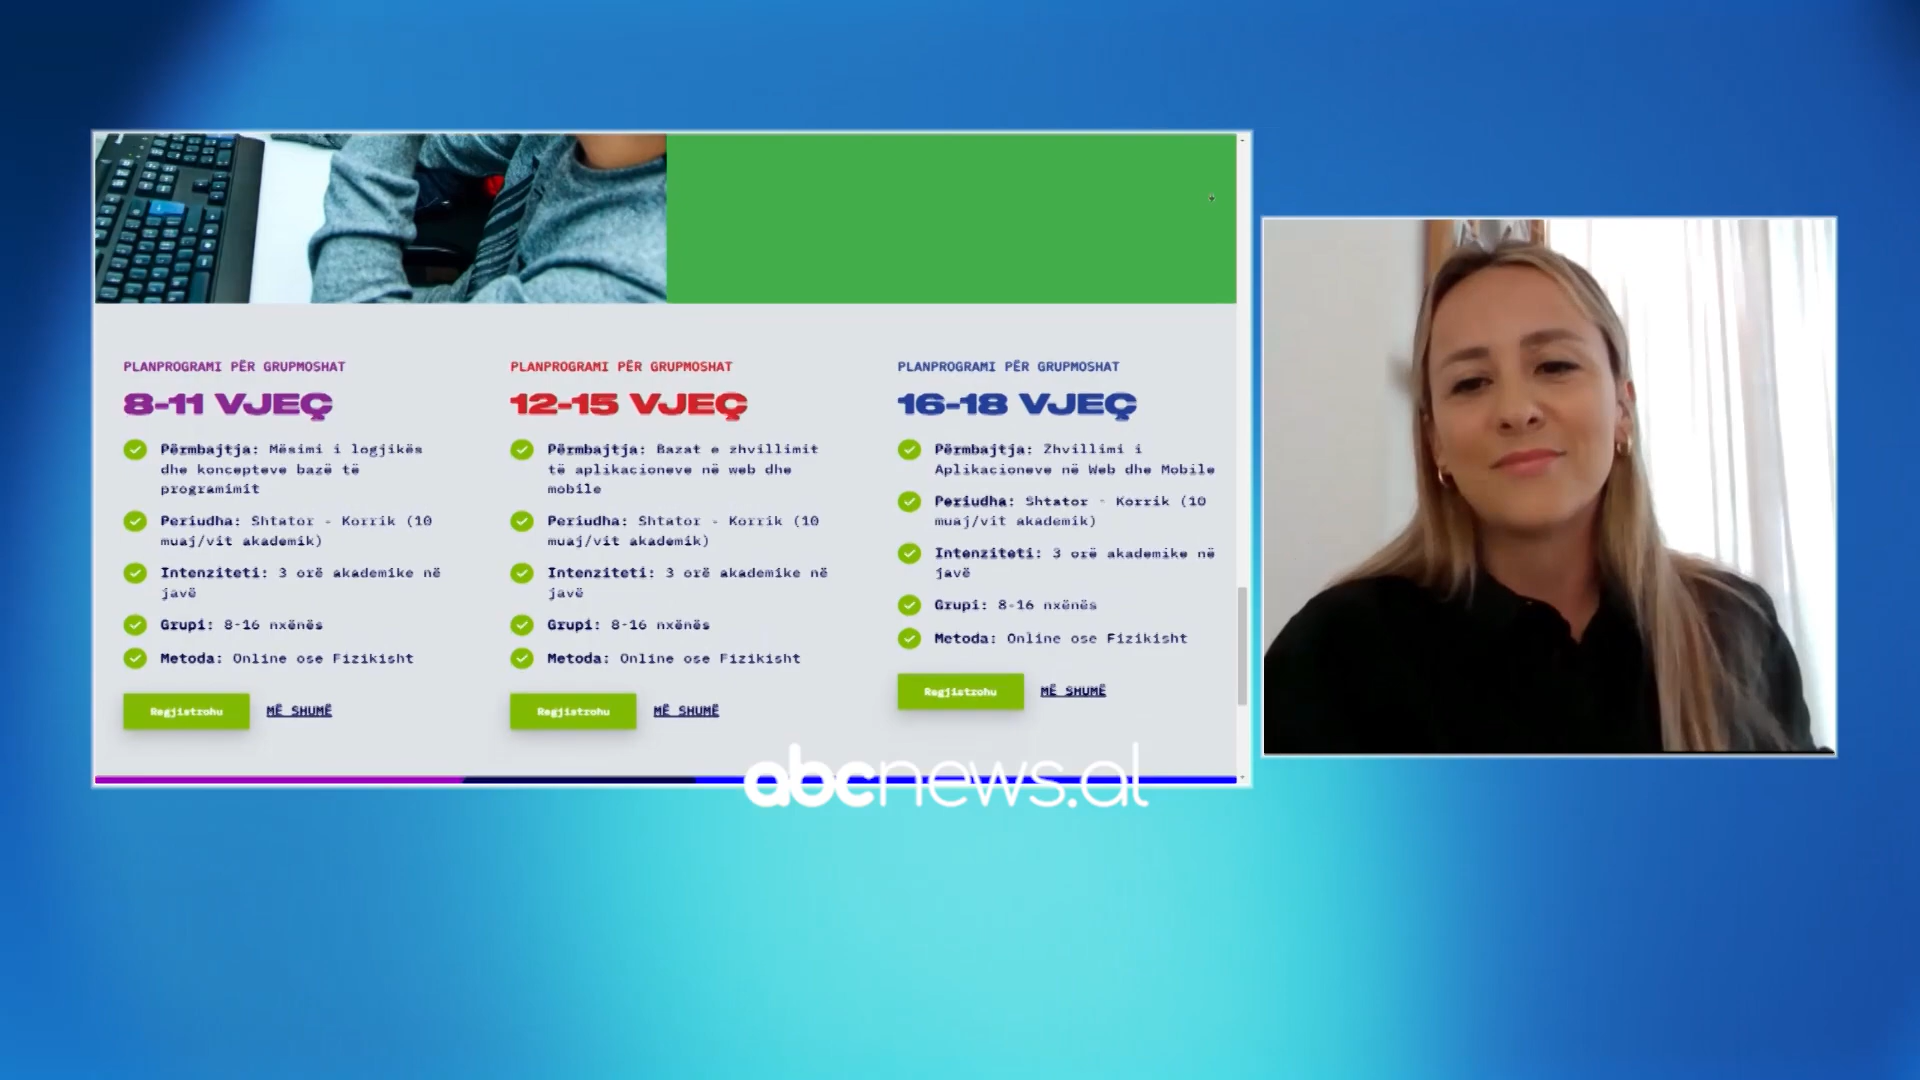 PLANPROGRAMI PËR GRUPMOSHAT
8-11 VJEÇ
Përmbajtja: Mësimi i logjikës
dhe koncepteve bazë të
programimit
Periudha: Shtator - Korrik (10
muaj/vit akademik)
Intenziteti: 3 orë akademike në
javë
Grupi: 8-16 nxënës
Metoda: Online ose Fizikisht
Regjistrohu
MË SHUMË
PLANPROGRAMI PËR GRUPMOSHAT
12-15 VJEÇ
Përmbajtja: Bazat e zhvillimit
të aplikacioneve në web dhe
mobile
Periudha: Shtator - Korrik (10
muaj/vit akademik)
Intenziteti: 3 orë akademike në
javë
Grupi: 8-16 nxënës
Metoda: Online ose Fizikisht
Regjistrohu
MË SHUMË
PLANPROGRAMI PËR GRUPMOSHAT
16-18 VJEÇ
Përmbajtja: Zhvillimi i
Aplikacioneve në Web dhe Mobile
Periudha: Shtator - Korrik (10
muaj/vit akademik)
Intenziteti: 3 orë akademike në
javë
Grupi: 8-16 nxënës
Metoda: Online ose Fizikisht
Regjistrohu
MË SHUMË
abcnews.al